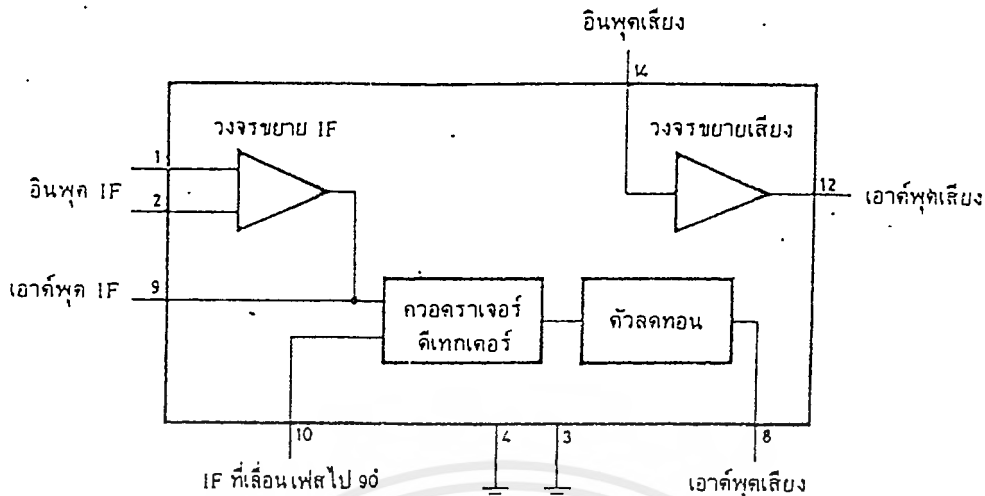 อินพุตเสียง
14
วงจรขยาย IF
วงจรขยายเสียง
1
อินพุต IF
2
12
เอาต์พุตเสียง
เอาต์พุต IF
9
ควอดราเจอร์
ดีเทกเตอร์
ตัวลดทอน
10
4
3
8
IF ที่เลื่อนเฟสไป 90°
เอาต์พุตเสียง